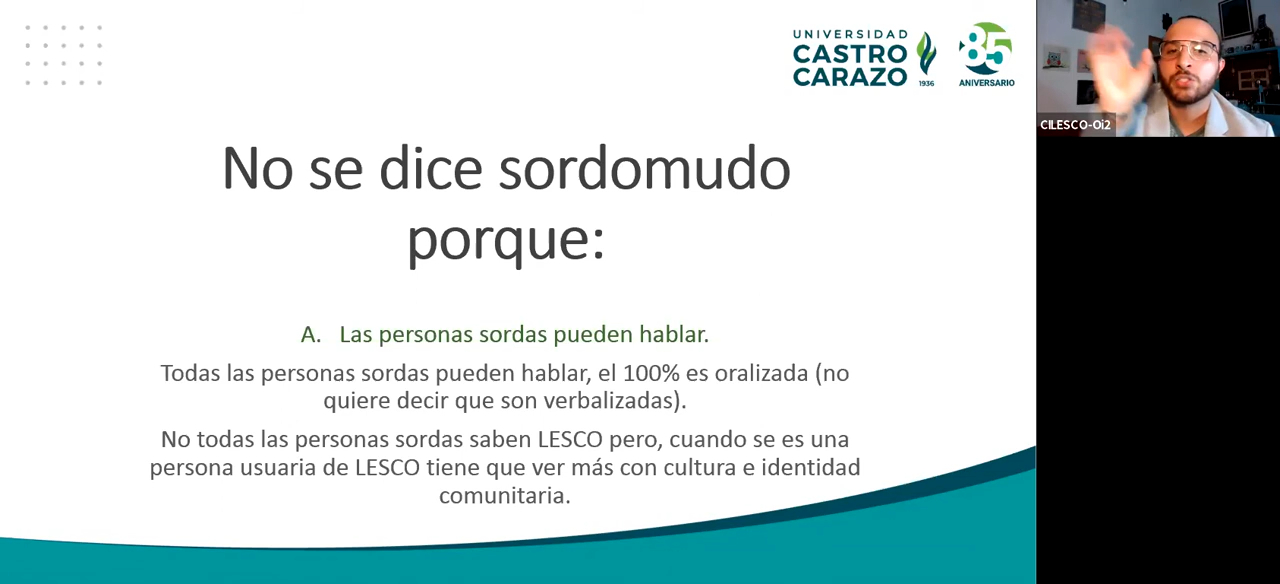 UNIVERSIDAD
CASTRO
CARAZO
1936
85
ANIVERSARIO
CILESCO-Oi2
No se dice sordomudo
porque:
A. Las personas sordas pueden hablar.
Todas las personas sordas pueden hablar, el 100% es oralizada (no
quiere decir que son verbalizadas).
No todas las personas sordas saben LESCO pero, cuando se es una
persona usuaria de LESCO tiene que ver más con cultura e identidad
comunitaria.